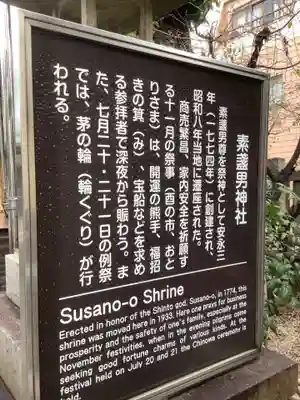 素盞男神社
素盞男尊を祭神として安永三
年（一七七四年）に創建され、
昭和八年当地に遷座された。
商売繁昌、家内安全を祈願す
る十一月の祭事（酉の市、おと
りさま）は、開運の熊手、福招
きの箕（み）、宝船などを求め
る参拝者で深夜から賑わう。ま
た、七月二十・二十一日の例祭
では、茅の輪（輪くぐり）が行
われる。
Susano-o Shrine
Erected in honor of the Shinto god, Susano-o, in 1774, this
shrine was moved here in 1933. Here one prays for business
prosperity and the safety of one's family, especially at the
November festivities, when in the evening pilgrims come
seeking good fortune charms of various kinds. At the
festival held on July 20 and 21 the Chinowa ceremony is
held.